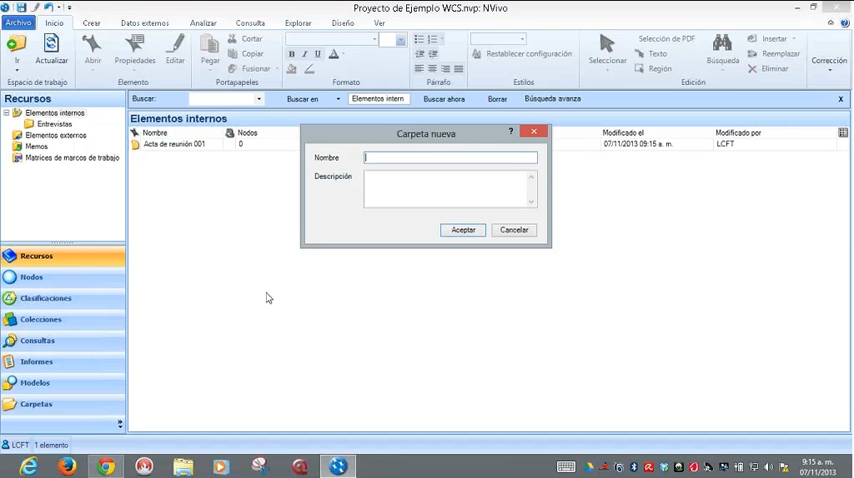 Proyecto de Ejemplo WCS.nvp: NVivo
Archivo Inicio Crear Datos externos Analizar Consulta Explorar Diseño Ver
Ir
Actualizar
Espacio de trabajo
Abrir
Propiedades
Editar
Elemento
Pegar
Cortar
Copiar
Fusionar
Portapapeles
B I U A
Formato
Párrafo
Restablecer configuración
Estilos
Seleccionar
Selección de PDF
Texto
Región
Búsqueda
Insertar
Reemplazar
Eliminar
Edición
Corrección
Recursos
Buscar: Buscar en Elementos intern Buscar ahora Borrar Búsqueda avanza x
Elementos internos
Entrevistas
Elementos externos
Memos
Matrices de marcos de trabajo
Elementos internos
Nombre Nodos Modificado el Modificado por
Acta de reunión 001 0 07/11/2013 09:15 a. m. LCFT
Carpeta nueva ?
Nombre
Descripción
Aceptar Cancelar
Recursos
Nodos
Clasificaciones
Colecciones
Consultas
Informes
Modelos
Carpetas
LCFT 1 elemento
9:15 a. m.
07/11/2013